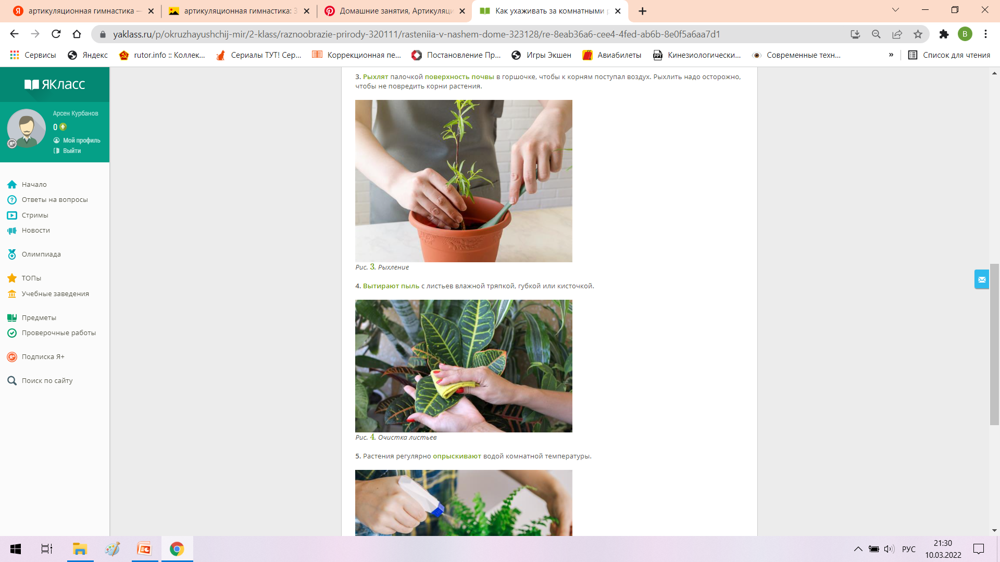 артикуляционная гимнастика —
артикуляционная гимнастика: 3
Домашние занятия, Артикуляци
Как ухаживать за комнатными р
yaklass.ru/p/okruzhayushchij-mir/2-klass/raznoobrazie-prirody-320111/rasteniia-v-nashem-dome-323128/re-8eab36a6-cee4-4fed-ab6b-8e0f5a6aa7d1
B
Сервисы
Яндекс
rutor.info :: Коллек...
Сериалы ТУТ! Сер...
Коррекционная пе...
Постановление Пр...
Игры Экшен
Авиабилеты
Кинезиологически...
Современные техн...
»
Список для чтения
ЯКласс
Арсен Курбанов
0
Я+
Мой профиль
Выйти
Начало
Ответы на вопросы
Стримы
Новости
Олимпиада
ТОПы
Учебные заведения
Предметы
Проверочные работы
Подписка Я+
Поиск по сайту
3. Рыхлят палочкой поверхность почвы в горшочке, чтобы к корням поступал воздух. Рыхлить надо осторожно,
чтобы не повредить корни растения.
Рис. 3. Рыхление
4. Вытирают пыль с листьев влажной тряпкой, губкой или кисточкой.
Рис. 4. Очистка листьев
5. Растения регулярно опрыскивают водой комнатной температуры.
РУС
21:30
10.03.2022